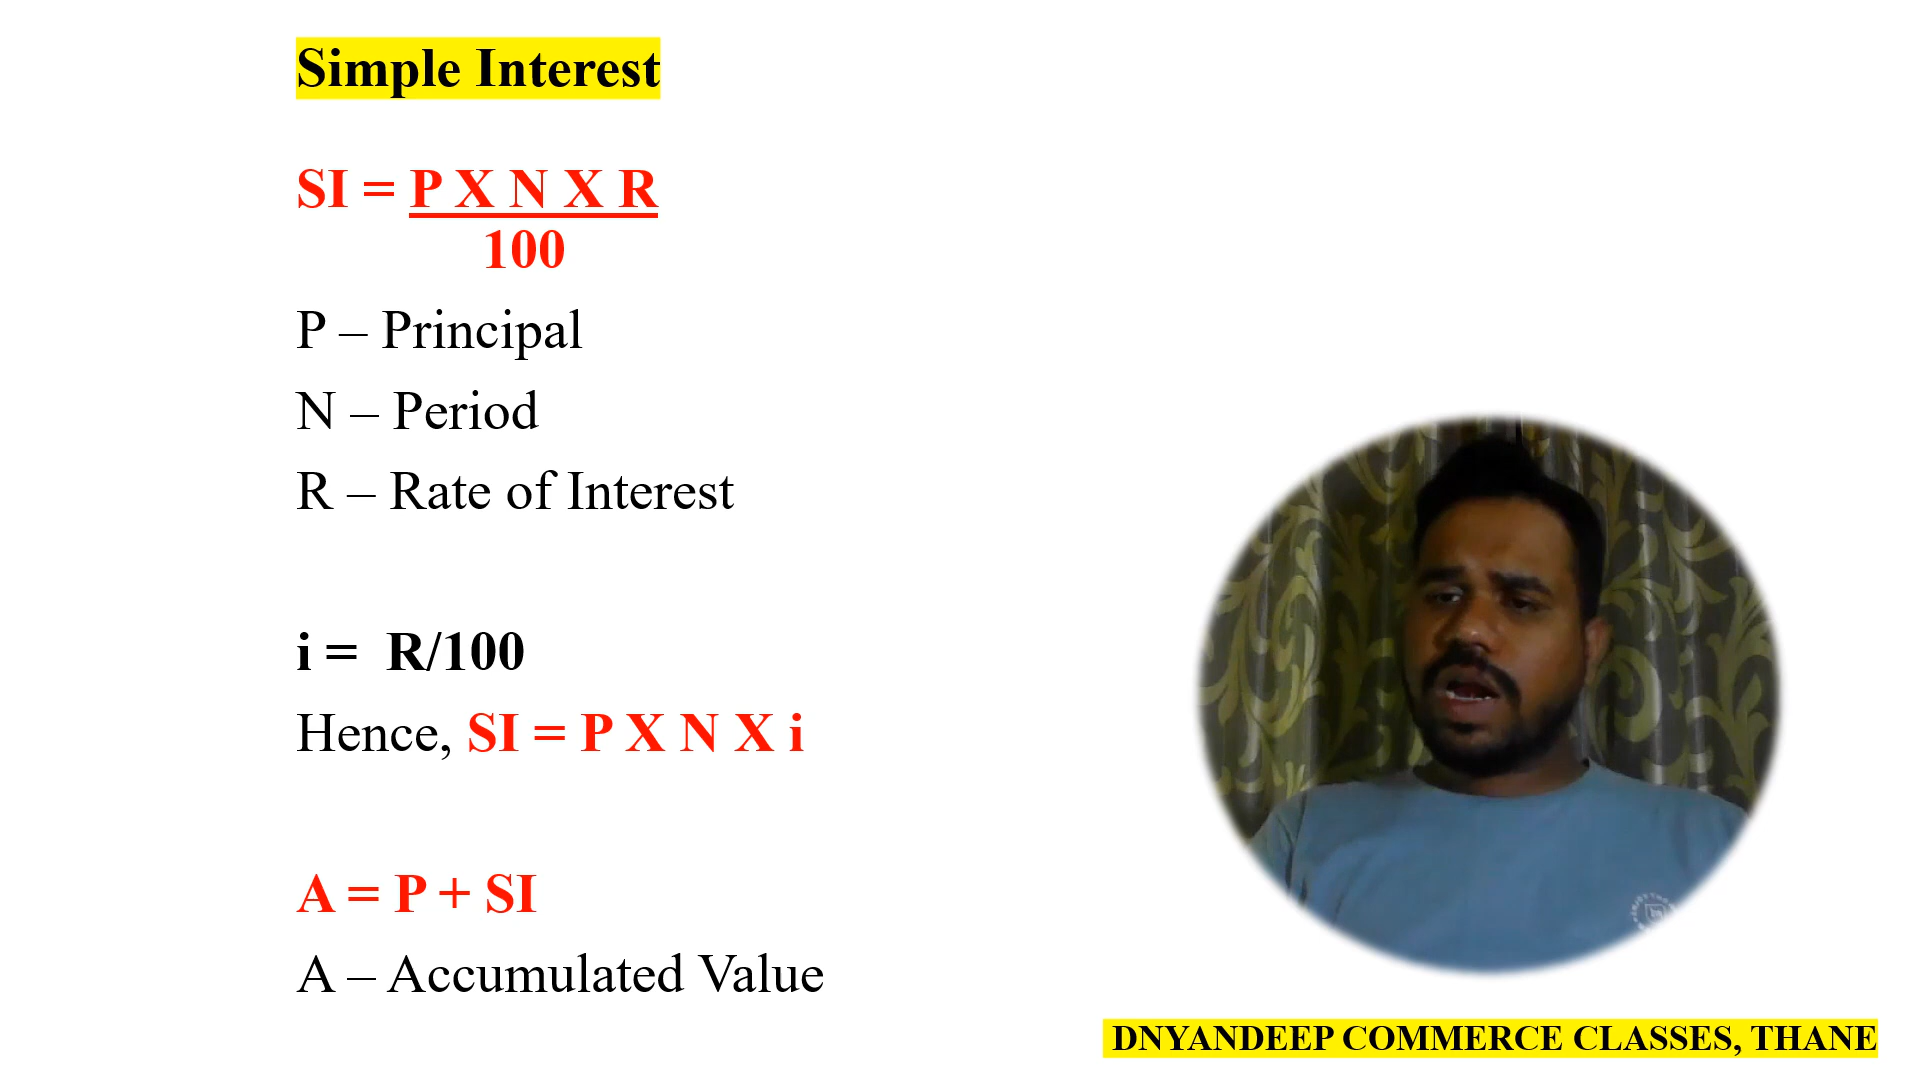 Simple Interest
SI = P X N X R
100
P – Principal
N – Period
R – Rate of Interest
i = R/100
Hence, SI = P X N X i
A = P + SI
A – Accumulated Value
DNYANDEEP COMMERCE CLASSES, THANE